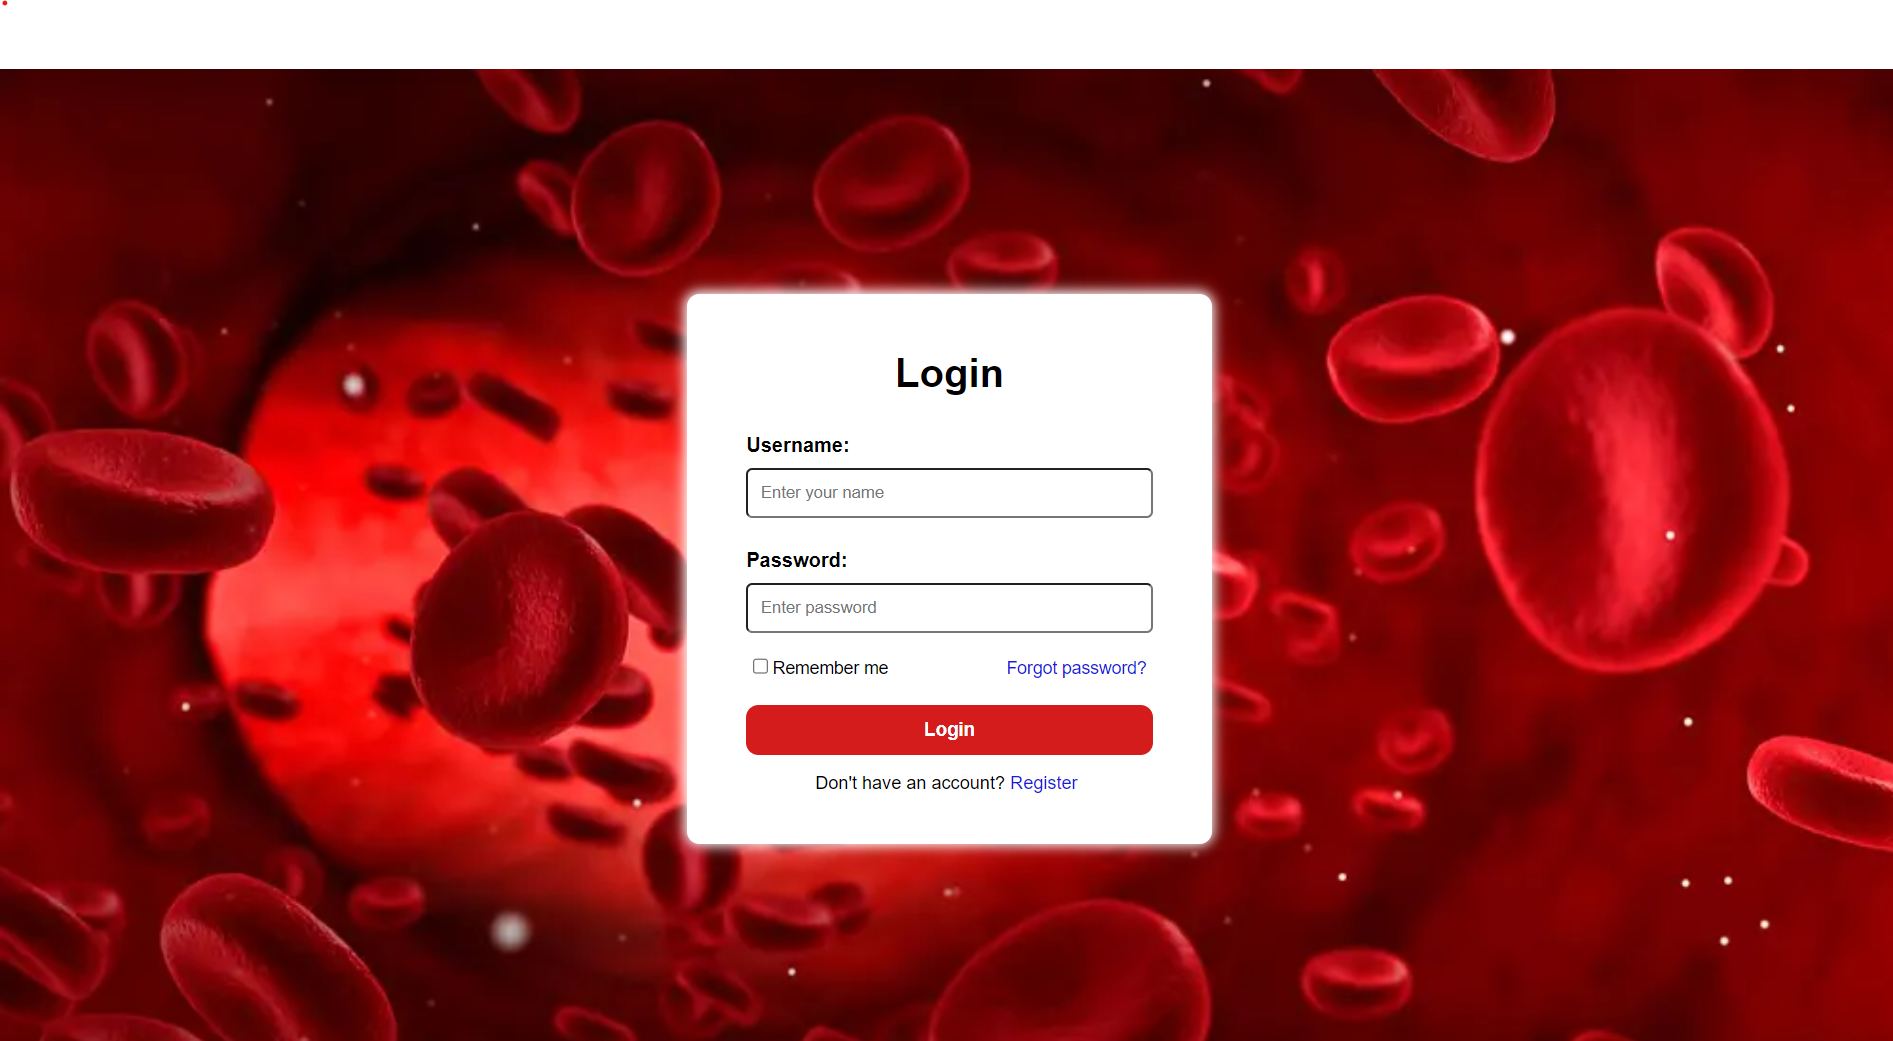 Login
Username:
Enter your name
Password:
Enter password
Remember me Forgot password?
Login
Don't have an account? Register